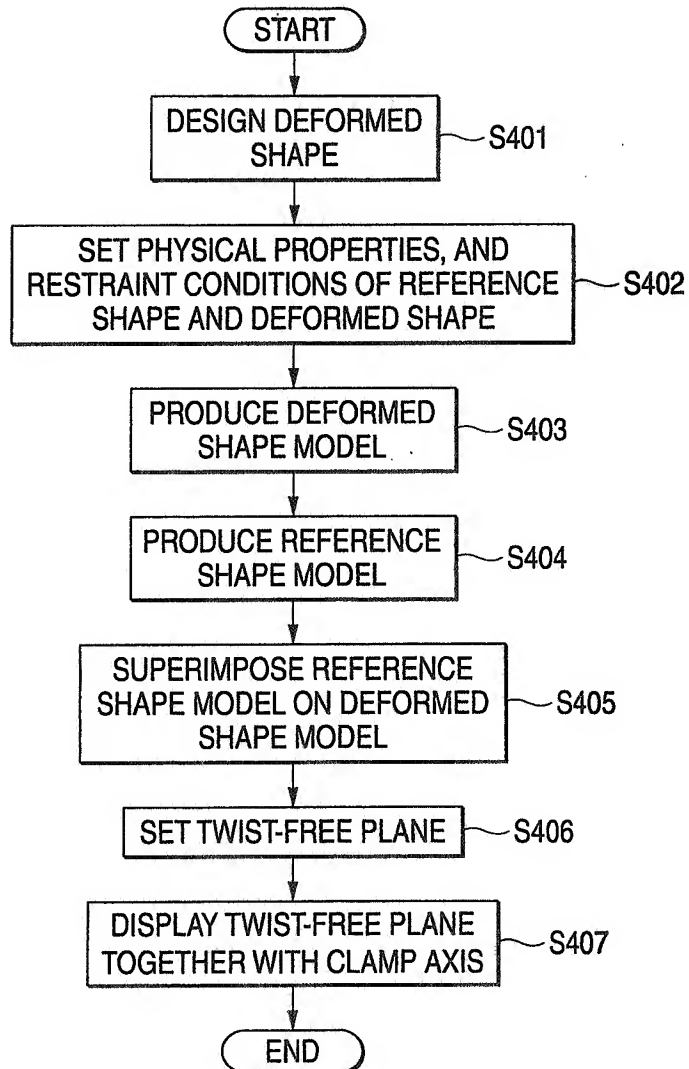 START
DESIGN DEFORMED
SHAPE
S401
SET PHYSICAL PROPERTIES, AND
RESTRAINT CONDITIONS OF REFERENCE
SHAPE AND DEFORMED SHAPE
S402
PRODUCE DEFORMED
SHAPE MODEL
S403
PRODUCE REFERENCE
SHAPE MODEL
S404
SUPERIMPOSE REFERENCE
SHAPE MODEL ON DEFORMED
SHAPE MODEL
S405
SET TWIST-FREE PLANE
S406
DISPLAY TWIST-FREE PLANE
TOGETHER WITH CLAMP AXIS
S407
END